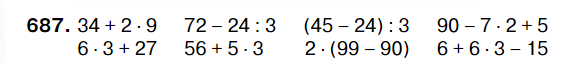 687. 34 + 2 · 9 72 – 24 : 3 (45 – 24) : 3 90 – 7 · 2 + 5
6 · 3 + 27 56 + 5 · 3 2 · (99 – 90) 6 + 6 · 3 – 15